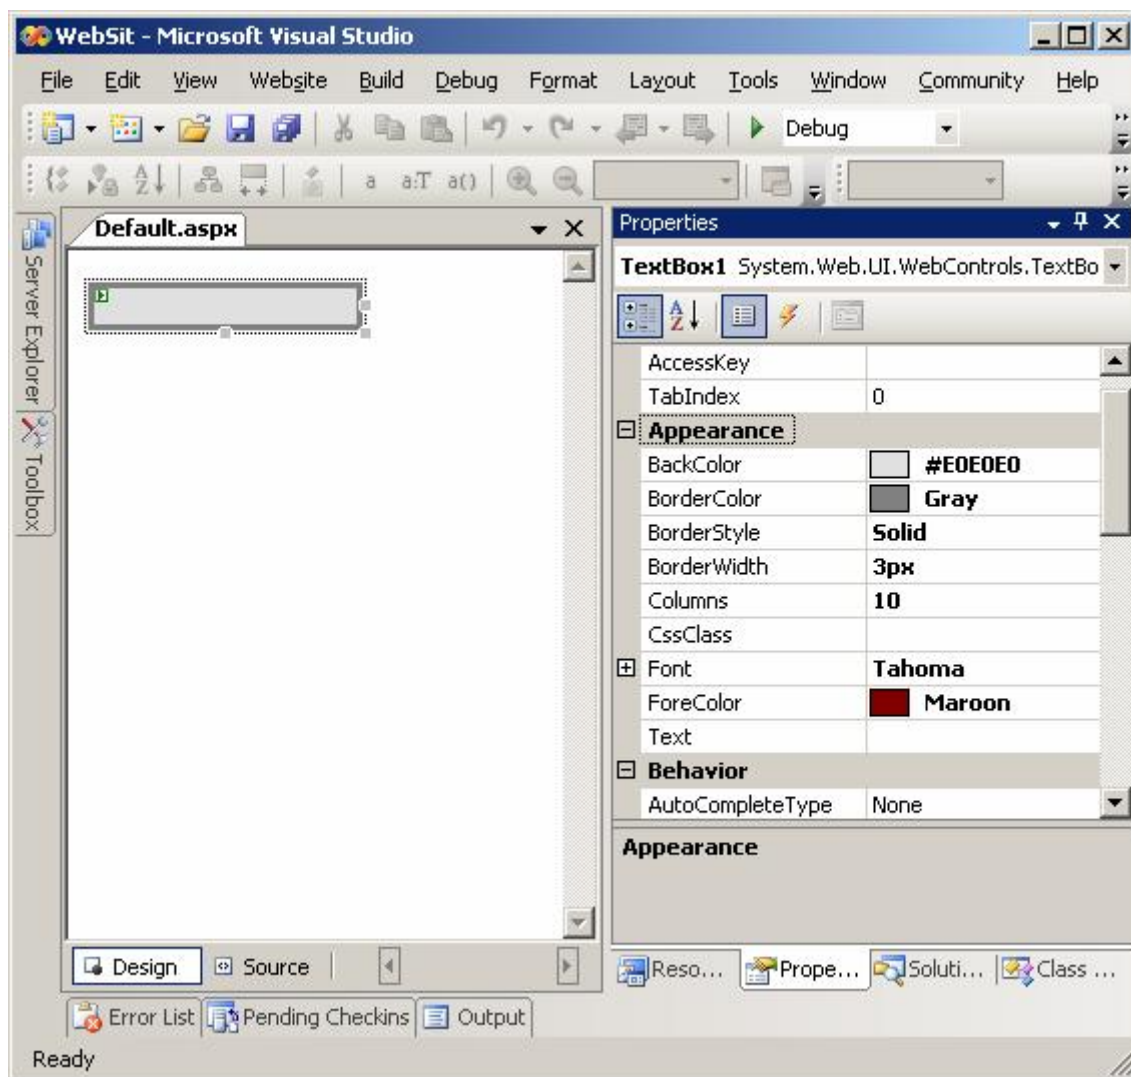 WebSit - Microsoft Visual Studio
File Edit View Website Build Debug Format Layout Tools Window Community Help
Debug
a a:T a()
Default.aspx
Server Explorer
Toolbox
Properties
TextBox1 System.Web.UI.WebControls.TextBo
AccessKey
TabIndex 0
Appearance
BackColor #E0E0E0
BorderColor Gray
BorderStyle Solid
BorderWidth 3px
Columns 10
CssClass
Font Tahoma
ForeColor Maroon
Text
Behavior
AutoCompleteType None
Appearance
Design Source
Reso... Prope... Soluti... Class ...
Error List Pending Checkins Output
Ready